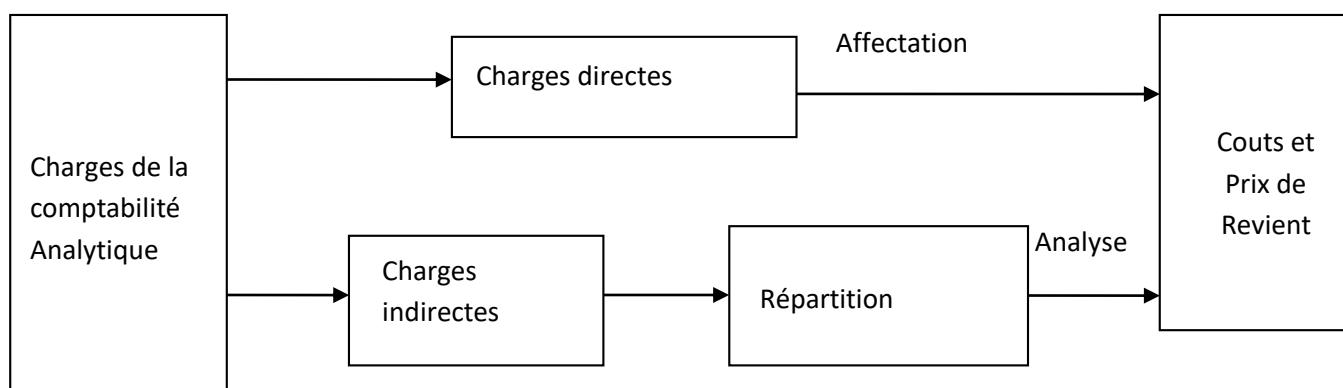 Affectation
Charges directes
Charges de la
comptabilité
Analytique
Couts et
Prix de
Revient
Charges
indirectes
Répartition
Analyse